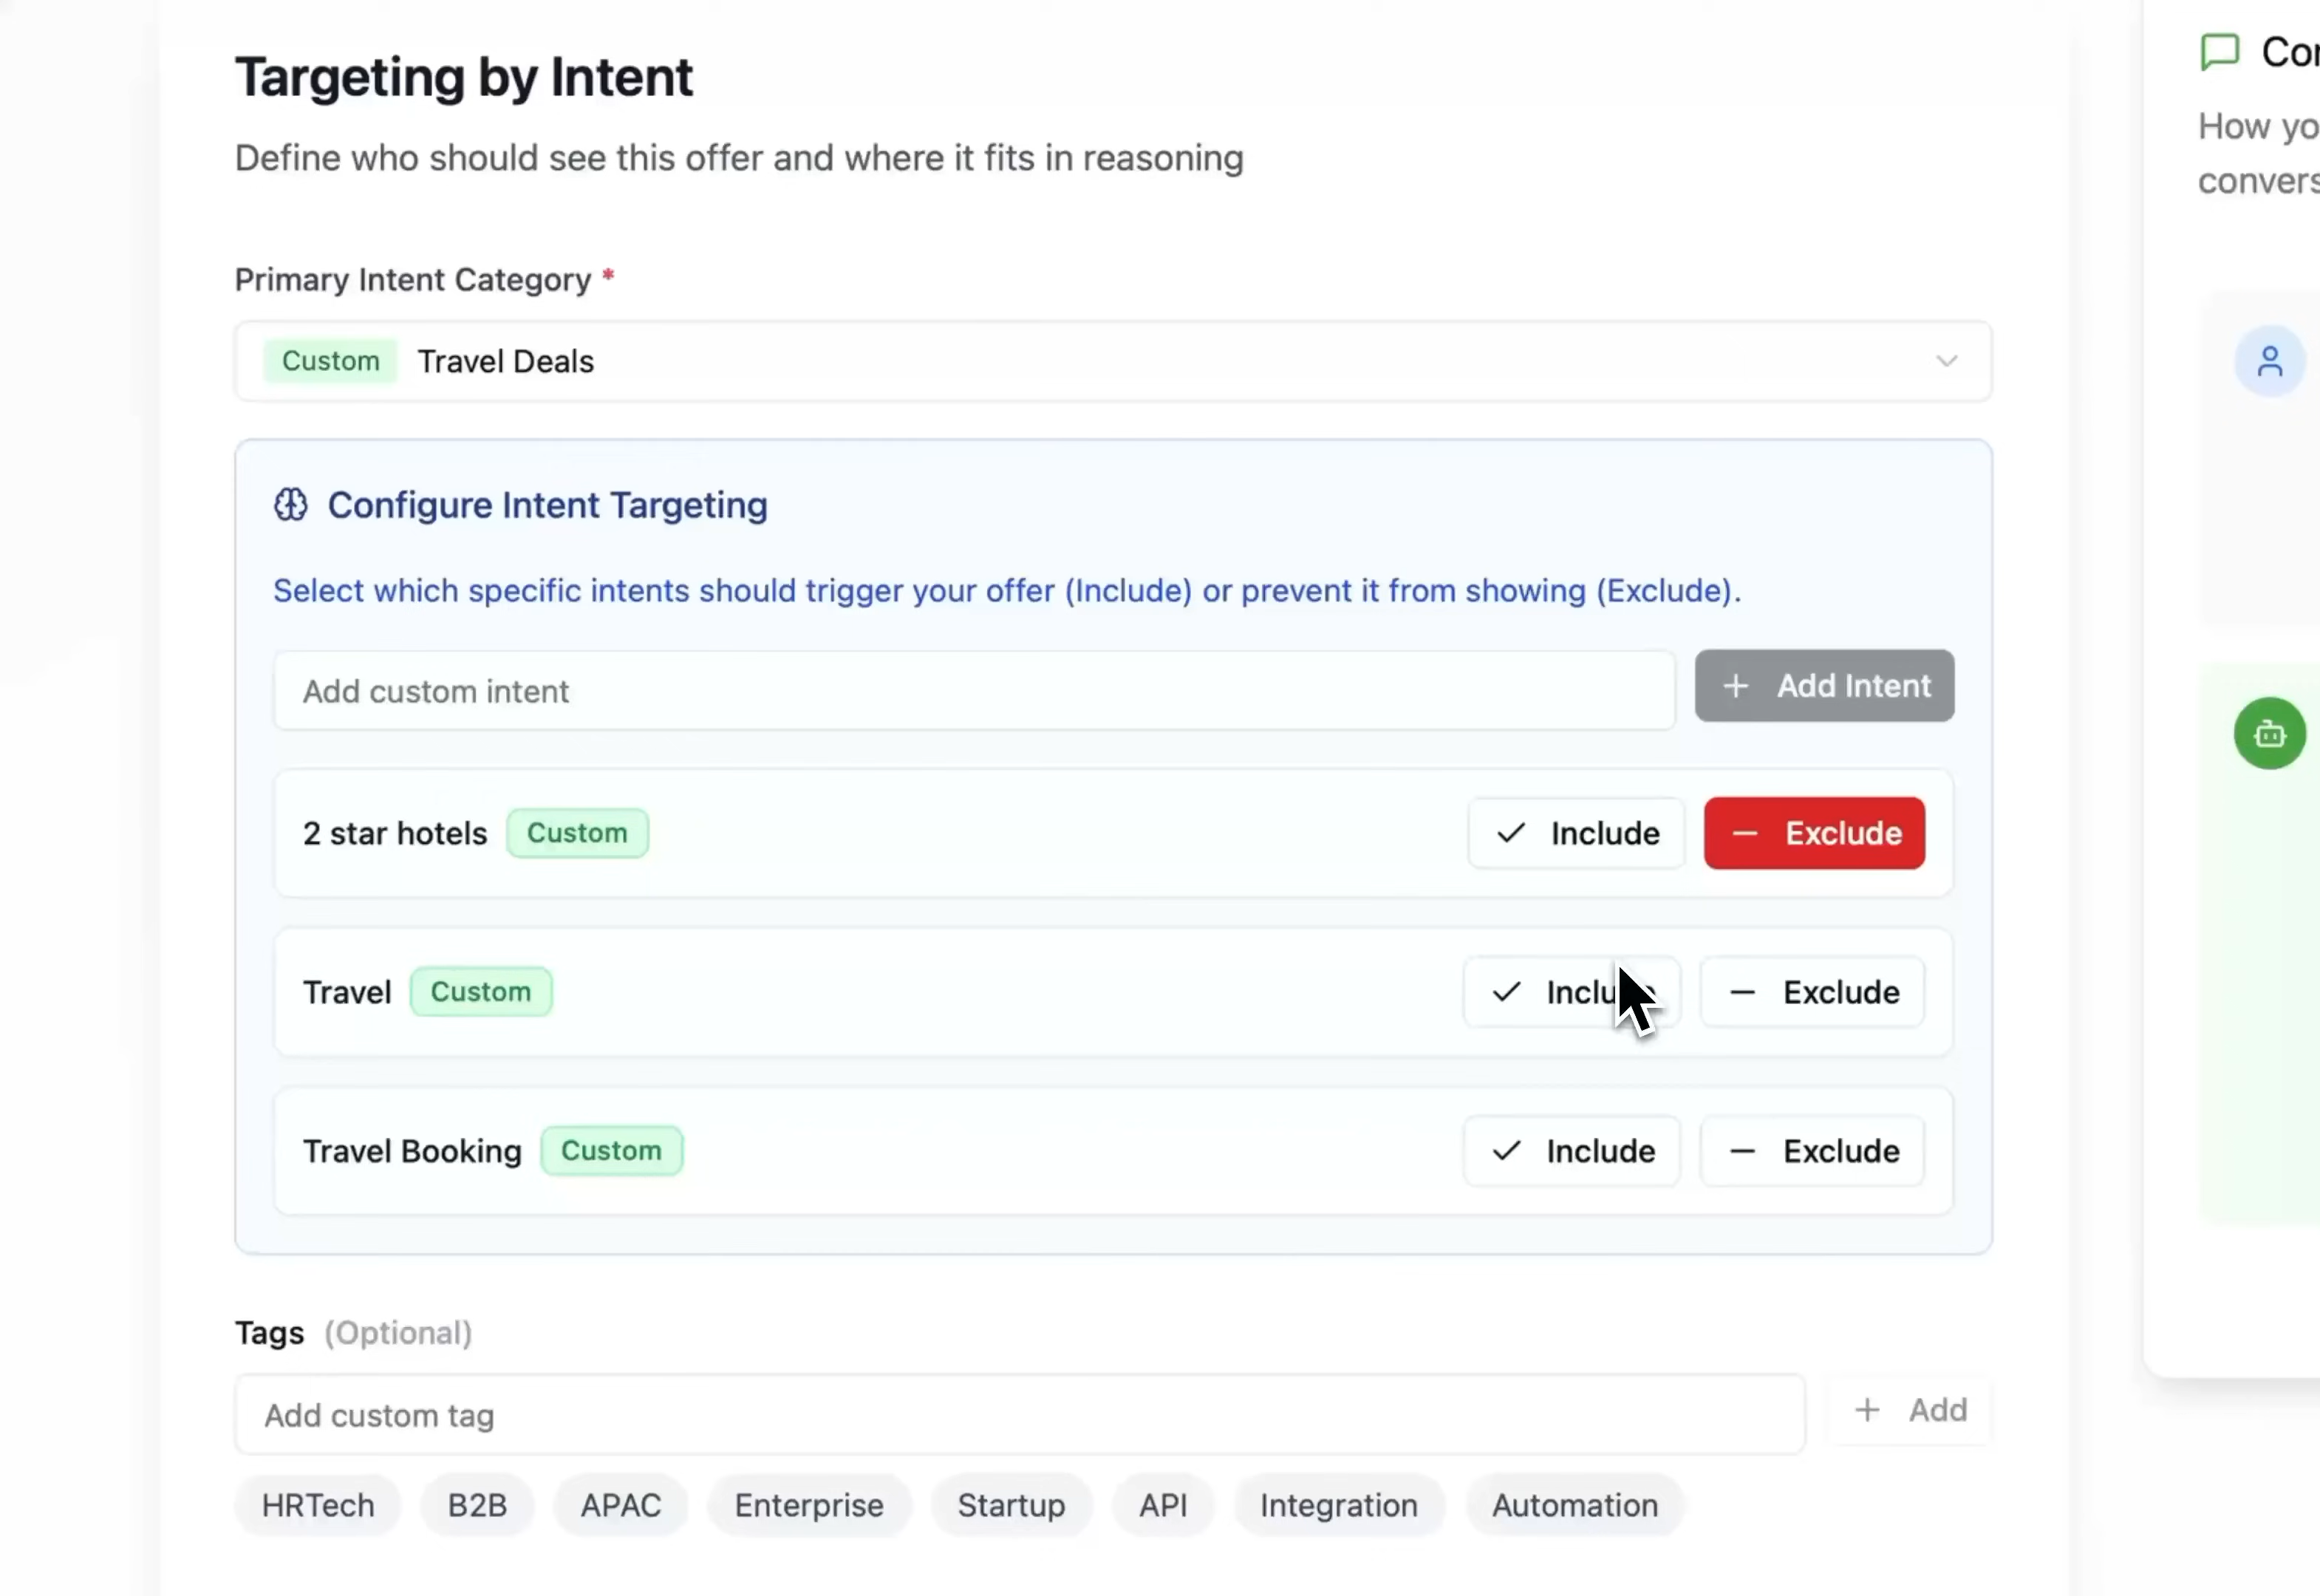 Targeting by Intent
Define who should see this offer and where it fits in reasoning
Primary Intent Category *
Custom Travel Deals
Configure Intent Targeting
Select which specific intents should trigger your offer (Include) or prevent it from showing (Exclude).
Add custom intent + Add Intent
2 star hotels Custom Include Exclude
Travel Custom Exclude
Travel Booking Custom Include Exclude
Tags (Optional)
Add custom tag + Add
HRTech B2B APAC Enterprise Startup API Integration Automation
How